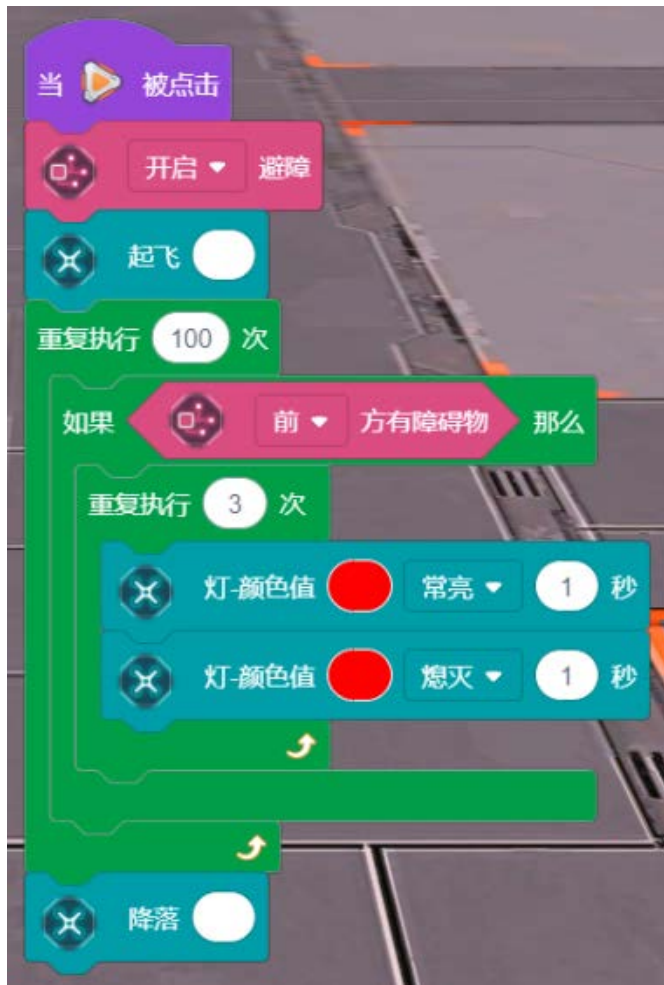 当 被点击
开启 避障
起飞
重复执行 100 次
如果 前 方有障碍物 那么
重复执行 3 次
灯-颜色值 常亮 1 秒
灯-颜色值 熄灭 1 秒
降落